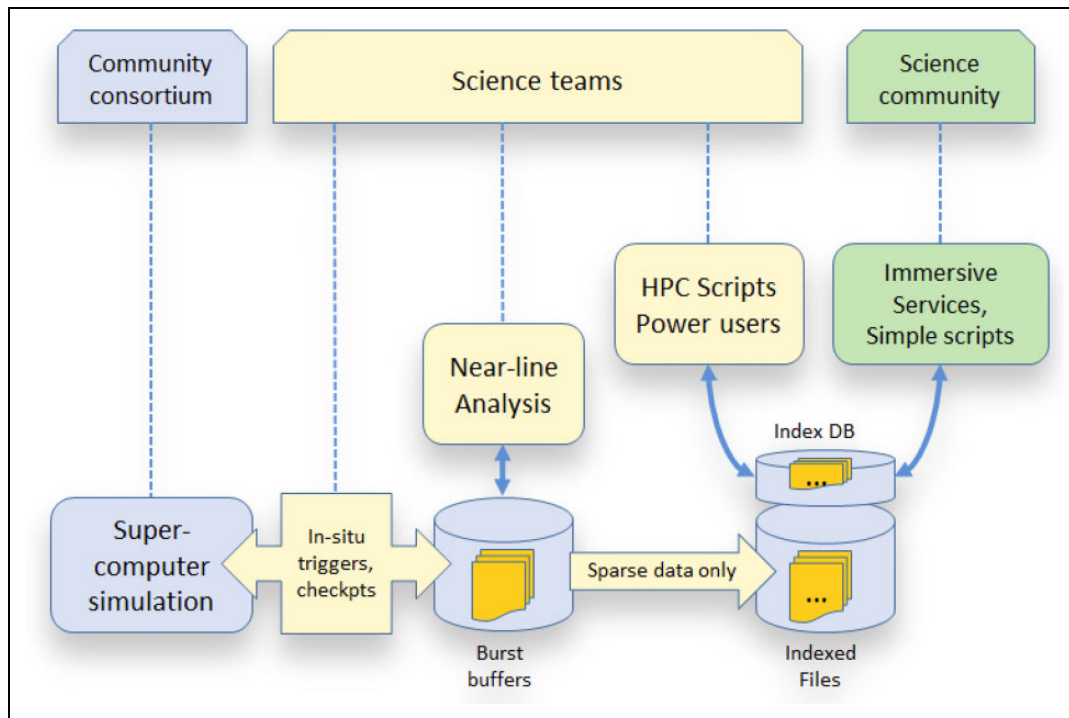 Community
consortium
Science teams
Science
community
HPC Scripts
Power users
Immersive
Services,
Simple scripts
Near-line
Analysis
Index DB
...
Super-
computer
simulation
In-situ
triggers,
checkpts
Sparse data only
...
Burst
buffers
Indexed
Files